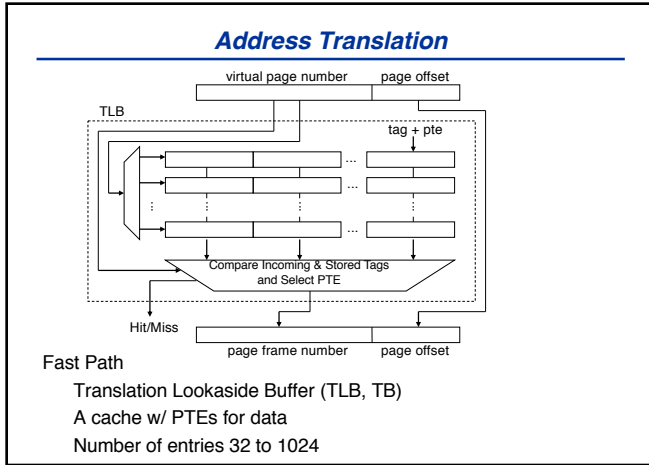 Address Translation
virtual page number page offset
TLB
tag + pte
...
...
...
Compare Incoming & Stored Tags
and Select PTE
Hit/Miss
page frame number page offset
Fast Path
Translation Lookaside Buffer (TLB, TB)
A cache w/ PTEs for data
Number of entries 32 to 1024